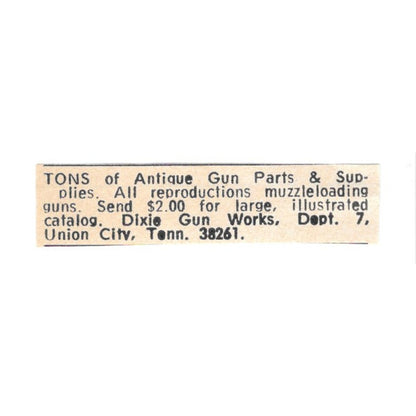 TONS of Antique Gun Parts & Sup-
plies. All reproductions muzzleloading
guns. Send $2.00 for large, illustrated
catalog. Dixie Gun Works, Dept. 7,
Union City, Tenn. 38261.